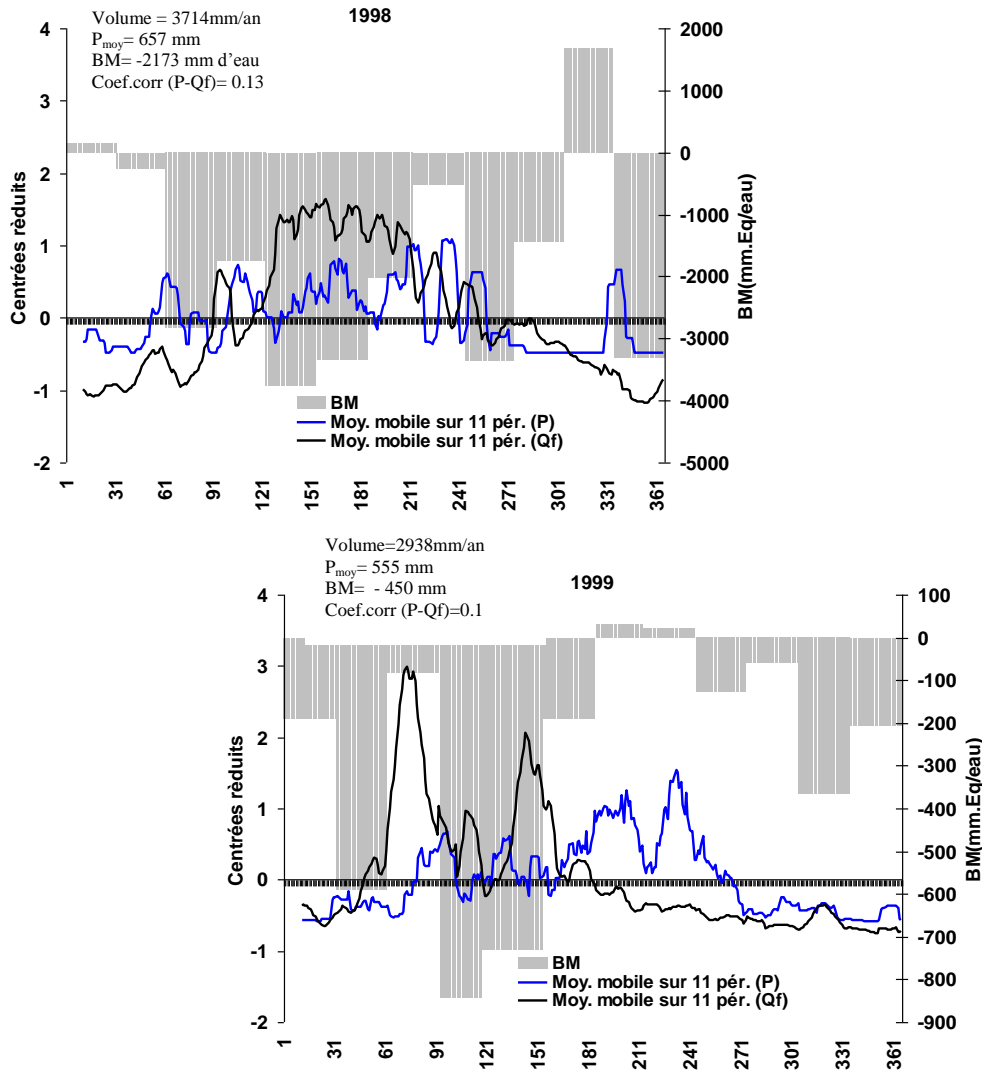 1998
Volume = 3714mm/an
Pmoy= 657 mm
BM= -2173 mm d'eau
Coef.corr (P-Qf)= 0.13
4
3
2
1
0
-1
-2
Centrées rèduits
2000
1000
0
-1000
-2000
-3000
-4000
-5000
BM(mm.Eq/eau)
BM
Moy. mobile sur 11 pér. (P)
Moy. mobile sur 11 pér. (Qf)
1 31 61 91 121 151 181 211 241 271 301 331 361
Volume=2938mm/an
Pmoy= 555 mm
BM= - 450 mm
Coef.corr (P-Qf)=0.1
1999
4
3
2
1
0
-1
-2
Centrées rèduits
100
0
-100
-200
-300
-400
-500
-600
-700
-800
-900
BM(mm.Eq/eau)
BM
Moy. mobile sur 11 pér. (P)
Moy. mobile sur 11 pér. (Qf)
1 31 61 91 121 151 181 211 241 271 301 331 361